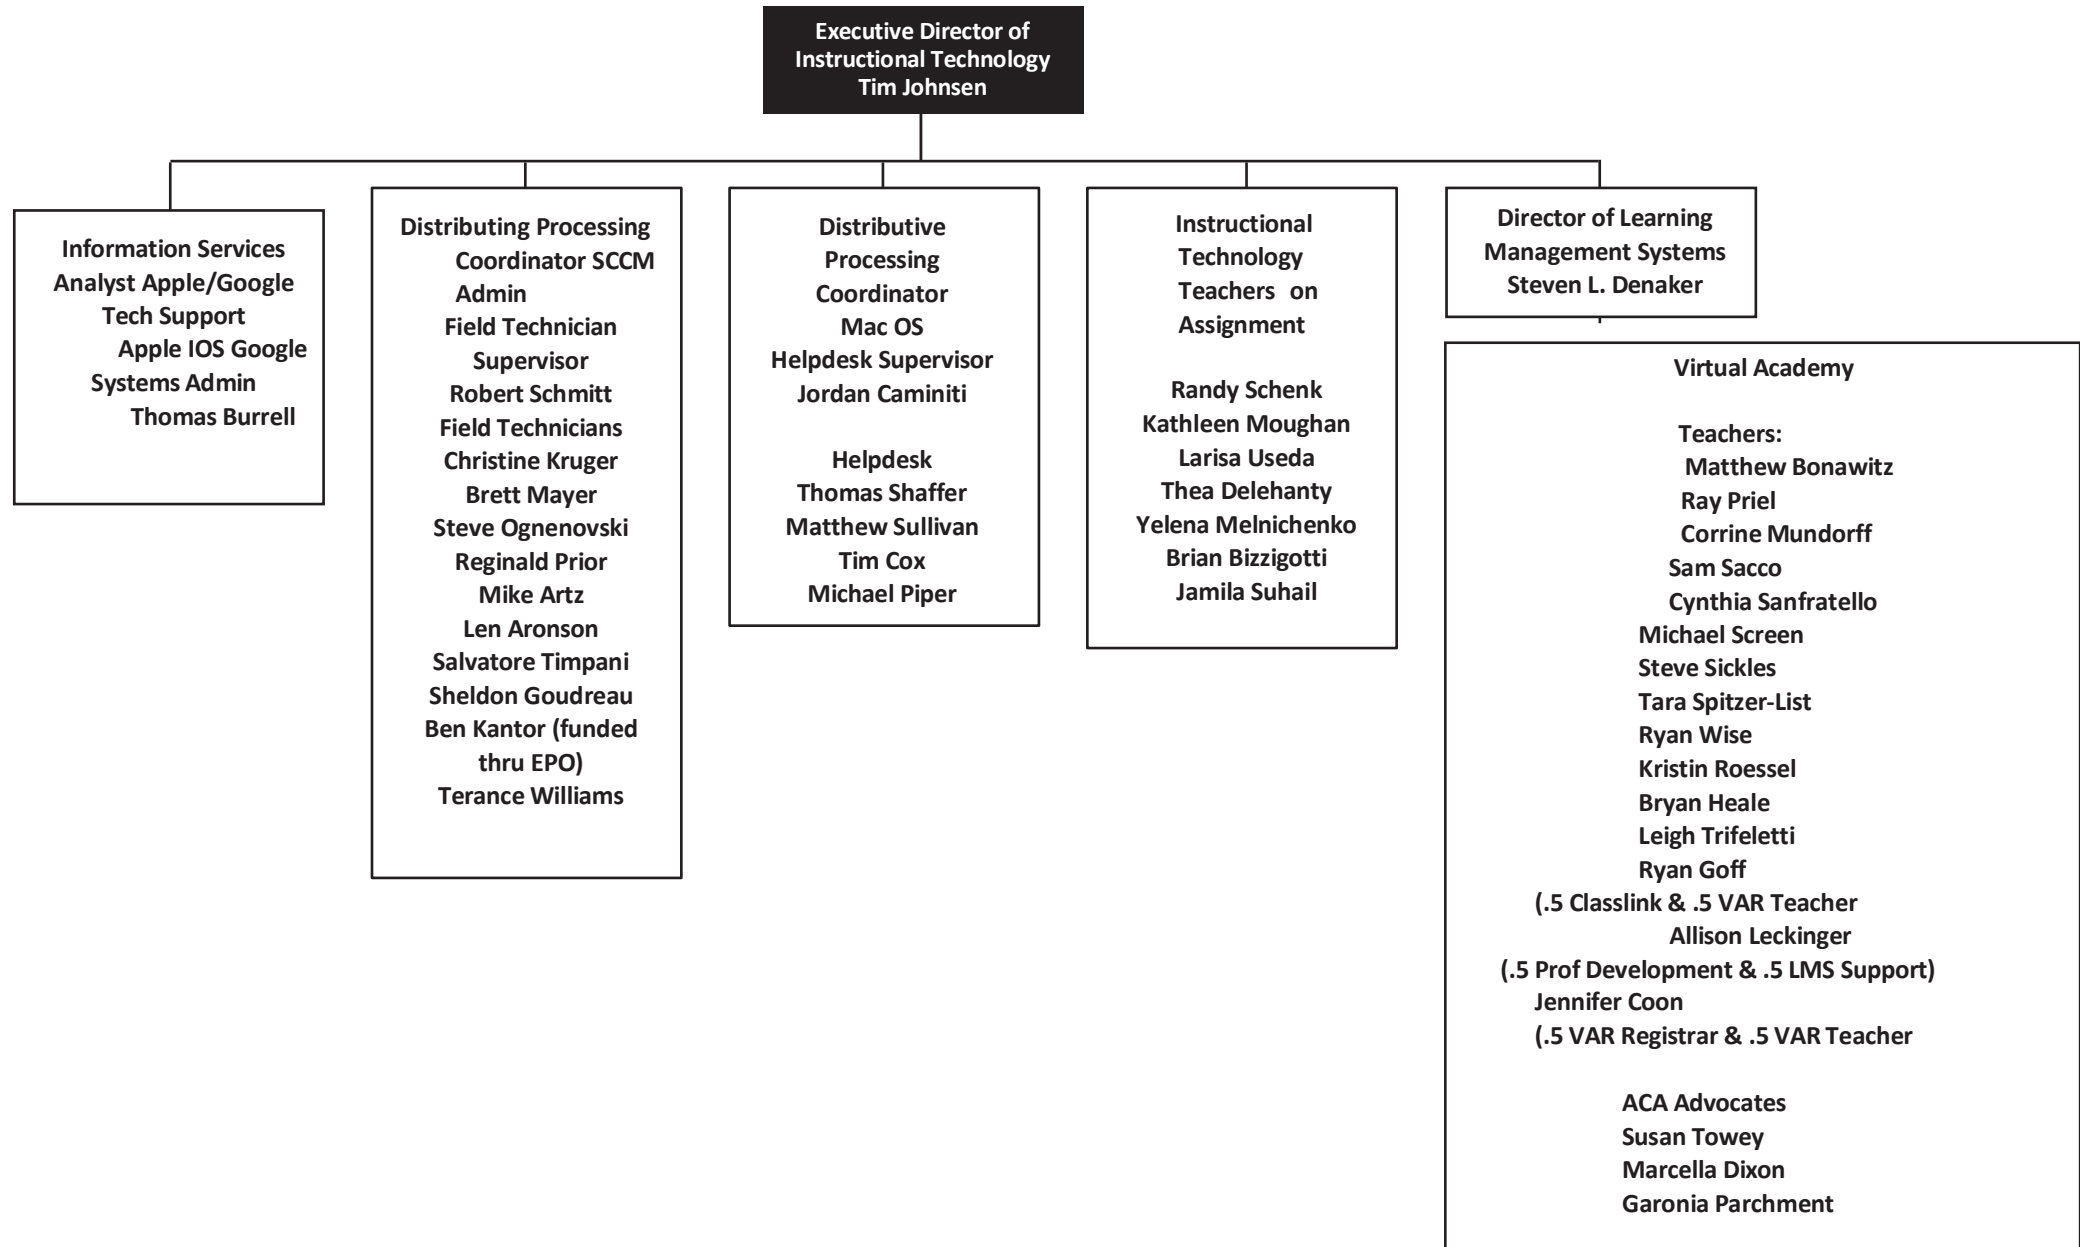 Executive Director of
Instructional Technology
Tim Johnsen
Information Services
Analyst Apple/Google
Tech Support
Apple IOS Google
Systems Admin
Thomas Burrell
Distributing Processing
Coordinator SCCM
Admin
Field Technician
Supervisor
Robert Schmitt
Field Technicians
Christine Kruger
Brett Mayer
Steve Ognenovski
Reginald Prior
Mike Artz
Len Aronson
Salvatore Timpani
Sheldon Goudreau
Ben Kantor (funded
thru EPO)
Terance Williams
Distributive
Processing
Coordinator
Mac OS
Helpdesk Supervisor
Jordan Caminiti
Helpdesk
Thomas Shaffer
Matthew Sullivan
Tim Cox
Michael Piper
Instructional
Technology
Teachers on
Assignment
Randy Schenk
Kathleen Moughan
Larisa Useda
Thea Delehanty
Yelena Melnichenko
Brian Bizzigotti
Jamila Suhail
Director of Learning
Management Systems
Steven L. Denaker
Virtual Academy
Teachers:
Matthew Bonawitz
Ray Priel
Corrine Mundorff
Sam Sacco
Cynthia Sanfratello
Michael Screen
Steve Sickles
Tara Spitzer-List
Ryan Wise
Kristin Roessel
Bryan Heale
Leigh Trifeletti
Ryan Goff
(.5 Classlink & .5 VAR Teacher
Allison Leckinger
(.5 Prof Development & .5 LMS Support)
Jennifer Coon
(.5 VAR Registrar & .5 VAR Teacher
ACA Advocates
Susan Towey
Marcella Dixon
Garonia Parchment